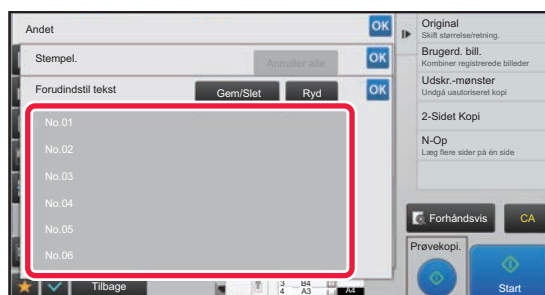 Andet
OK
Stempel.
Annuller alle
OK
Forudindstil tekst
Gem/Slet
Ryd
OK
No.01
No.02
No.03
No.04
No.05
No.06
Tilbage
3 B4
4 A3
A4
Original
Skift størrelse/retning.
Brugerd. bill.
Kombiner registrerede billeder
Udskr.-mønster
Undgå uautoriseret kopi
2-Sidet Kopi
N-Op
Læg flere sider på én side
Forhåndsvis
CA
Prøvekopi.
Start